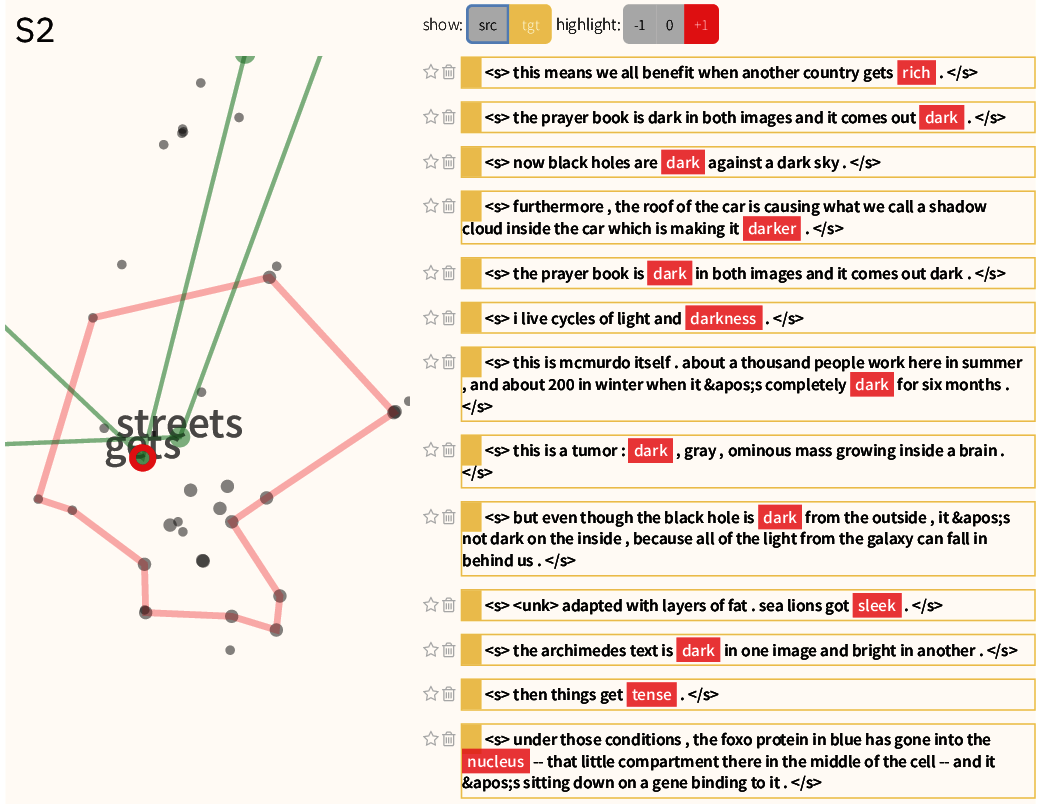 S2
show: src tgt highlight: -1 0 +1
streets
gets
<s> this means we all benefit when another country gets rich . </s>
<s> the prayer book is dark in both images and it comes out dark . </s>
<s> now black holes are dark against a dark sky . </s>
<s> furthermore , the roof of the car is causing what we call a shadow
cloud inside the car which is making it darker . </s>
<s> the prayer book is dark in both images and it comes out dark . </s>
<s> i live cycles of light and darkness . </s>
<s> this is mcmurdo itself . about a thousand people work here in summer
, and about 200 in winter when it &apos;s completely dark for six months .
</s>
<s> this is a tumor : dark , gray , ominous mass growing inside a brain .
</s>
<s> but even though the black hole is dark from the outside , it &apos;s
not dark on the inside , because all of the light from the galaxy can fall in
behind us . </s>
<s> <unk> adapted with layers of fat . sea lions got sleek . </s>
<s> the archimedes text is dark in one image and bright in another . </s>
<s> then things get tense . </s>
<s> under those conditions , the foxo protein in blue has gone into the
nucleus -- that little compartment there in the middle of the cell -- and it
&apos;s sitting down on a gene binding to it . </s>